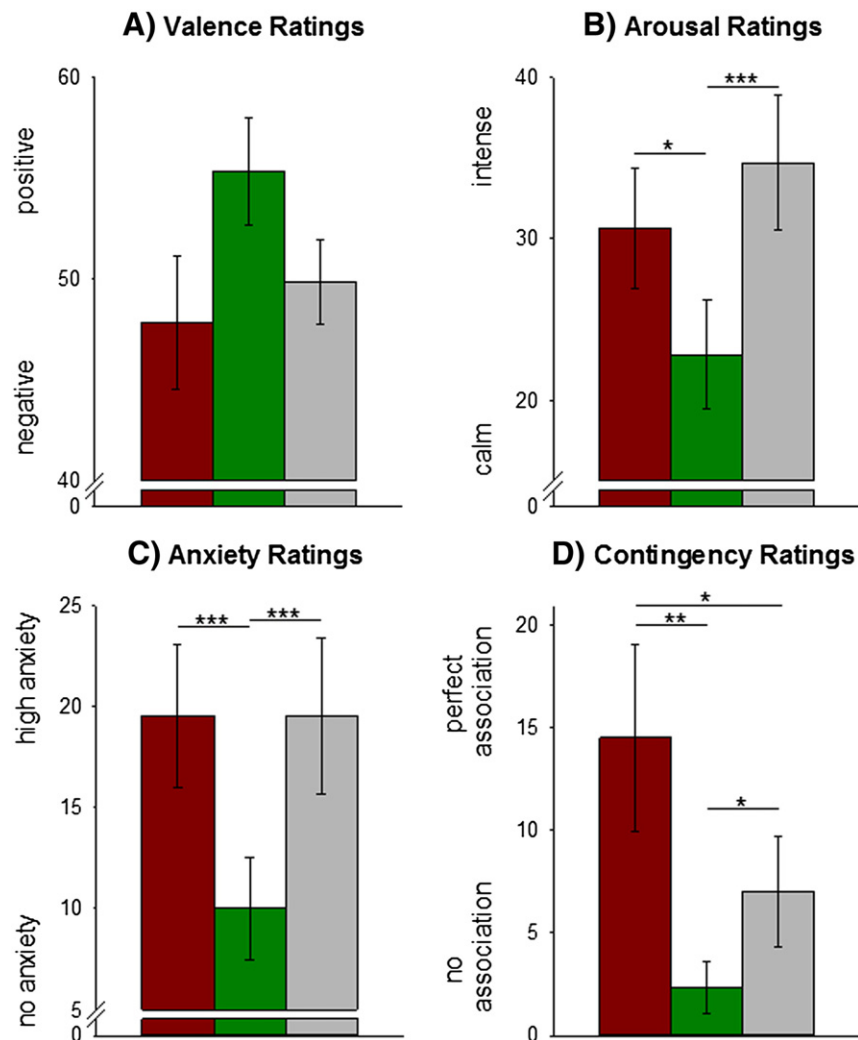 A) Valence Ratings
60
50
40
0
positive
negative
B) Arousal Ratings
40
30
20
0
intense
calm
*
***
C) Anxiety Ratings
25
20
15
10
5
0
high anxiety
no anxiety
***
***
D) Contingency Ratings
20
15
10
5
0
perfect
association
no
association
*
**
*